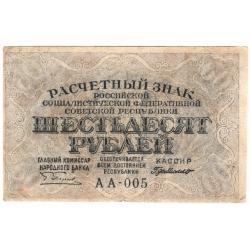 РАСЧЕТНЫЙ ЗНАК
РОССИЙСКОЙ
СОЦИАЛИСТИЧЕСКОЙ ФЕДЕРАТИВНОЙ
СОВЕТСКОЙ РЕСПУБЛИКИ
ШЕСТЬДЕСЯТ
РУБЛЕЙ
ГЛАВНЫЙ КОМИССАР
НАРОДНОГО БАНКА
ОБЕСПЕЧИВАЕТСЯ
ВСЕМ ДОСТОЯНИЕМ
РЕСПУБЛИКИ
КАССИР
АА-005